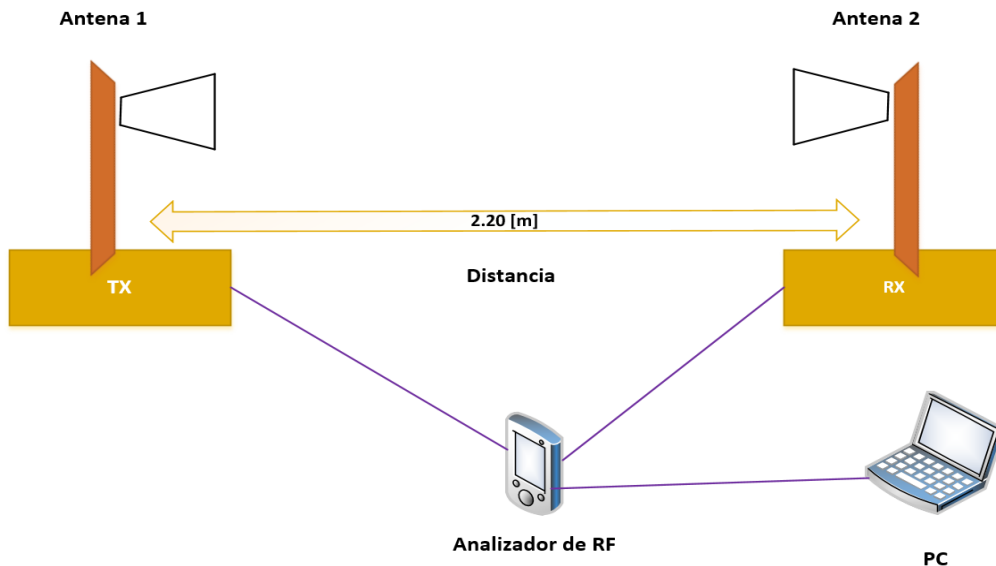 Antena 1
Antena 2
2.20 [m]
Distancia
TX
RX
Analizador de RF
PC